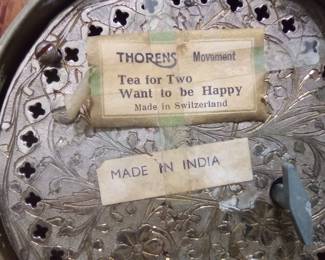 THORENS Movement
Tea for Two
Want to be Happy
Made in Switzerland
MADE IN INDIA